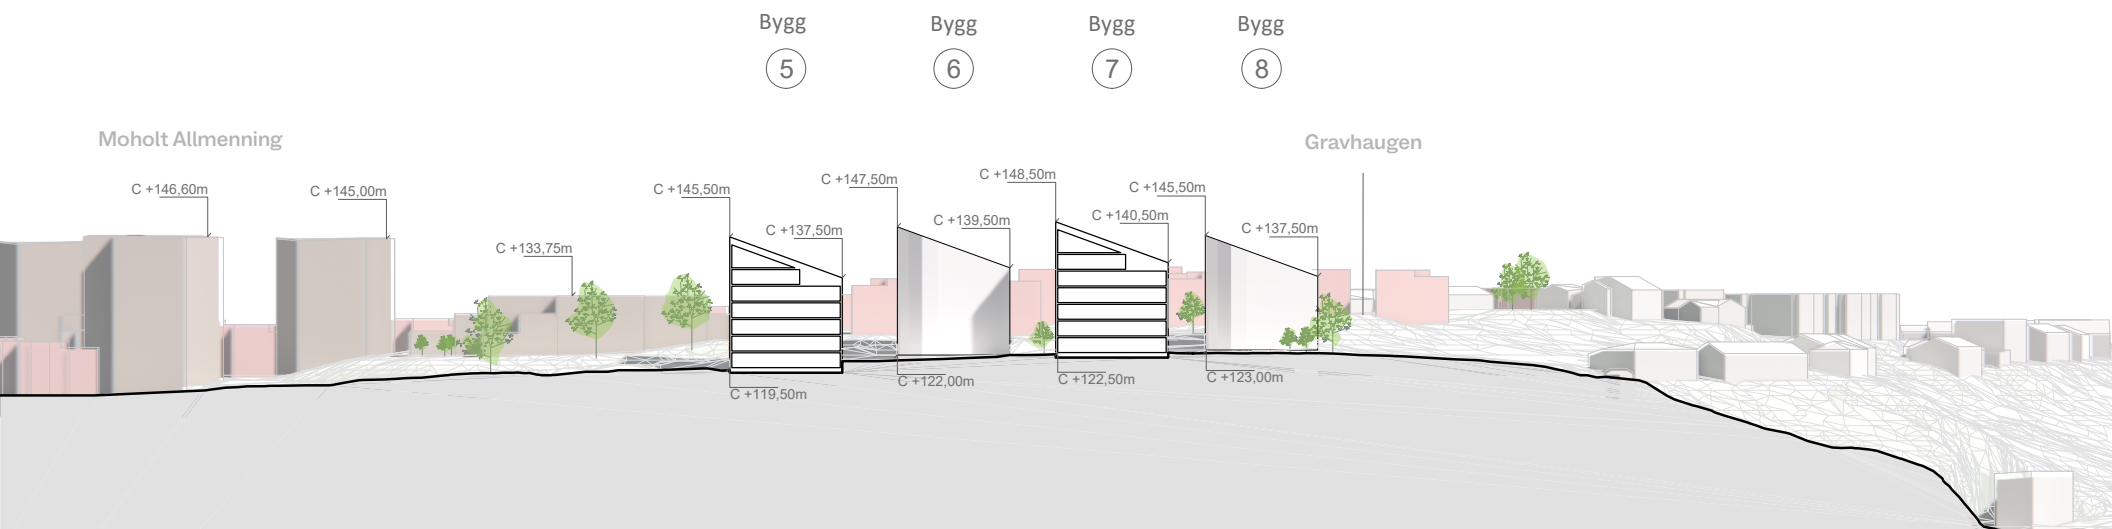 Bygg
5
Bygg
6
Bygg
7
Bygg
8
Moholt Allmenning
Gravhaugen
C +146,60m
C +145,00m
C +133,75m
C +145,50m
C +137,50m
C +147,50m
C +139,50m
C +148,50m
C +140,50m
C +145,50m
C +137,50m
C +119,50m
C +122,00m
C +122,50m
C +123,00m